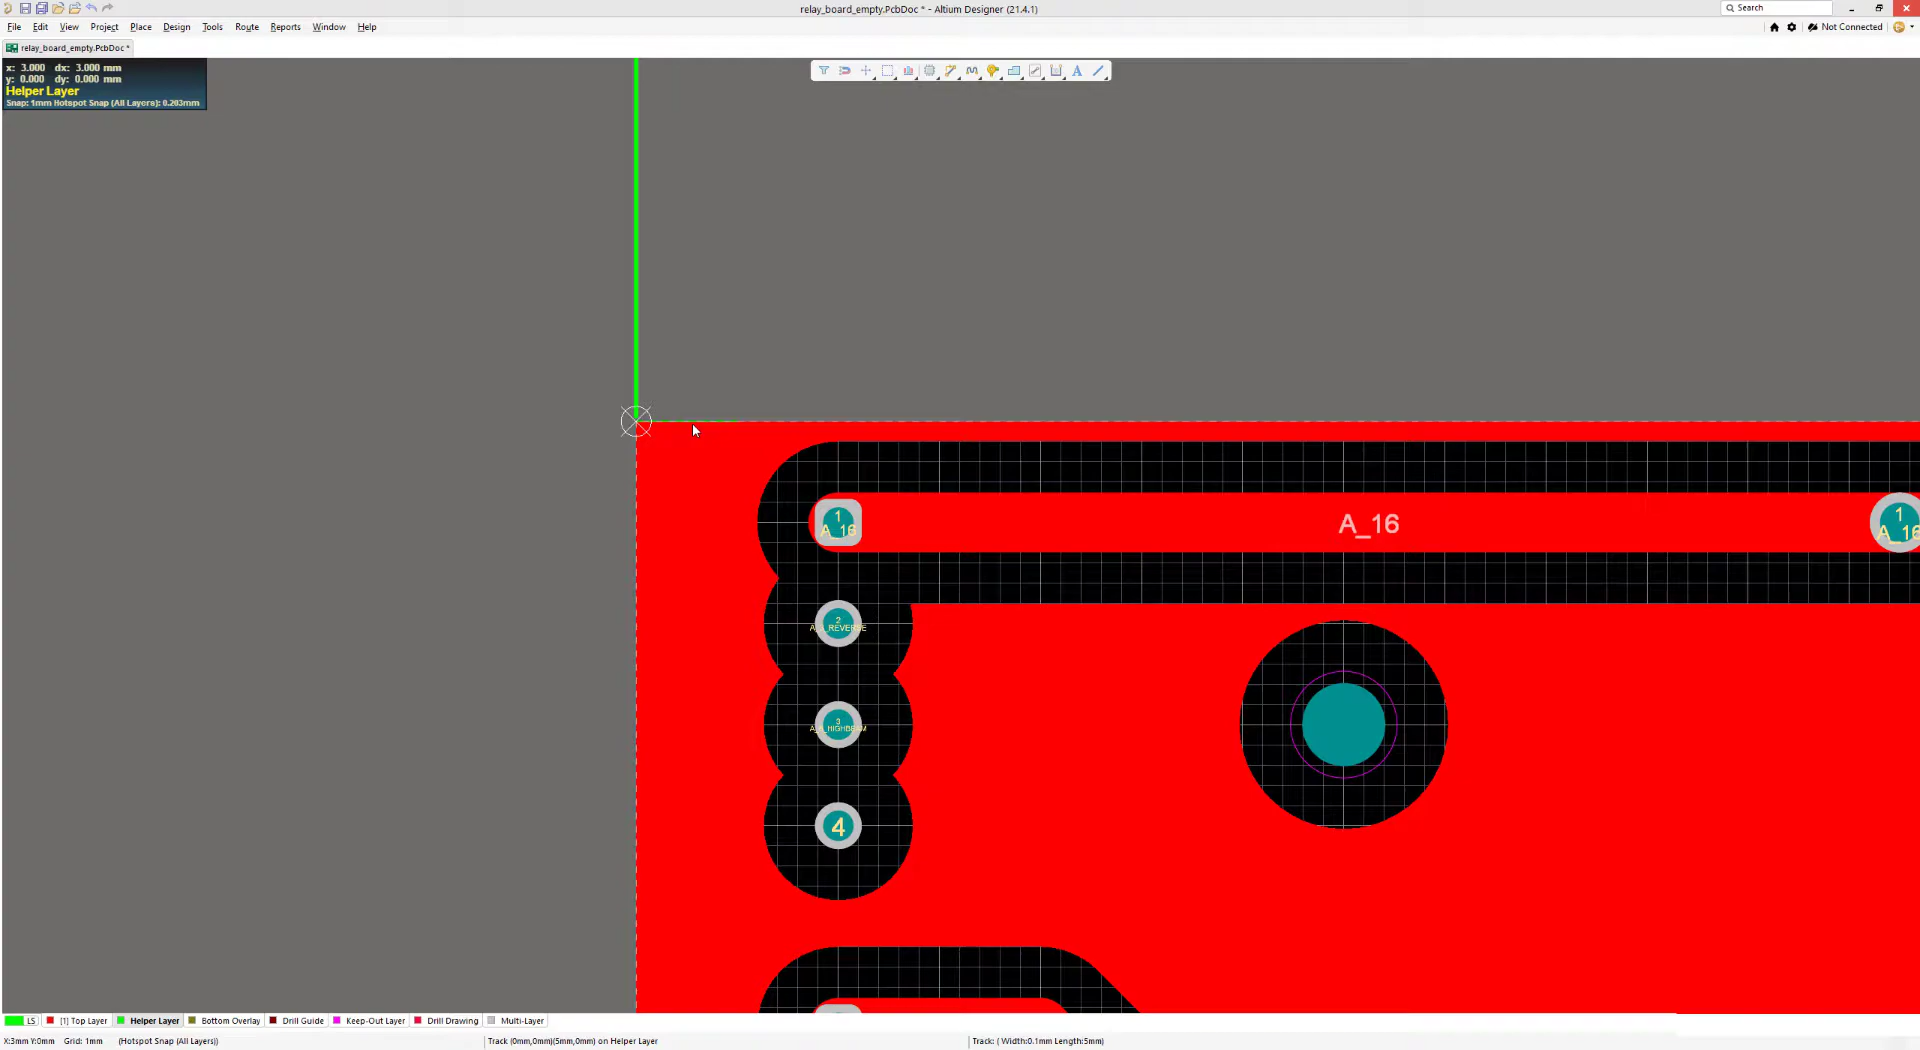 relay_board_empty.PcbDoc * - Altium Designer (21.4.1)
Search
File Edit View Project Place Design Tools Route Reports Window Help
Not Connected
relay_board_empty.PcbDoc *
x: 3.000 dx: 3.000 mm
y: 0.000 dy: 0.000 mm
Helper Layer
Snap: 1mm Hotspot Snap (All Layers): 0.203mm
1
A_16
A_16
1
A_16
2
3
4
LS [1] Top Layer Helper Layer Bottom Overlay Drill Guide Keep-Out Layer Drill Drawing Multi-Layer
X:3mm Y:0mm Grid: 1mm (Hotspot Snap (All Layers)) Track (0mm,0mm)(5mm,0mm) on Helper Layer Track: ( Width:0.1mm Length:5mm)